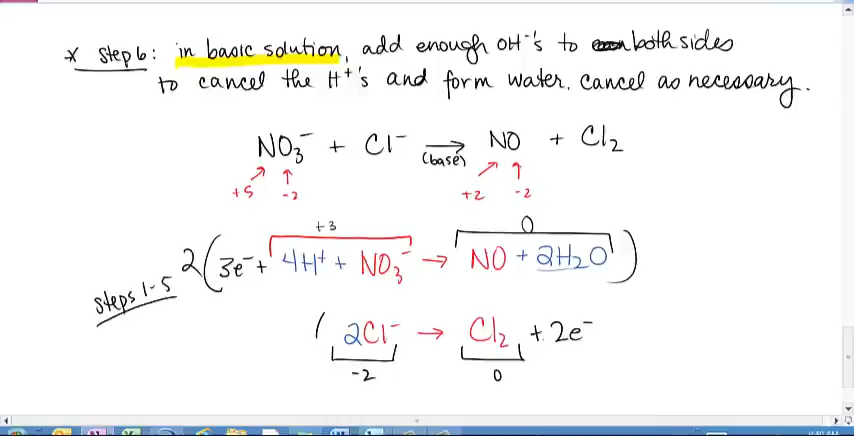 * Step 6: in basic solution, add enough OH⁻'s to both sides
to cancel the H⁺'s and form water. Cancel as necessary.
NO₃⁻ + Cl⁻ →(base) NO + Cl₂
+5 -2 +2 -2
+3 0
Steps 1-5 2(3e⁻ + 4H⁺ + NO₃⁻ → NO + 2H₂O)
( 2Cl⁻ → Cl₂ + 2e⁻
-2 0